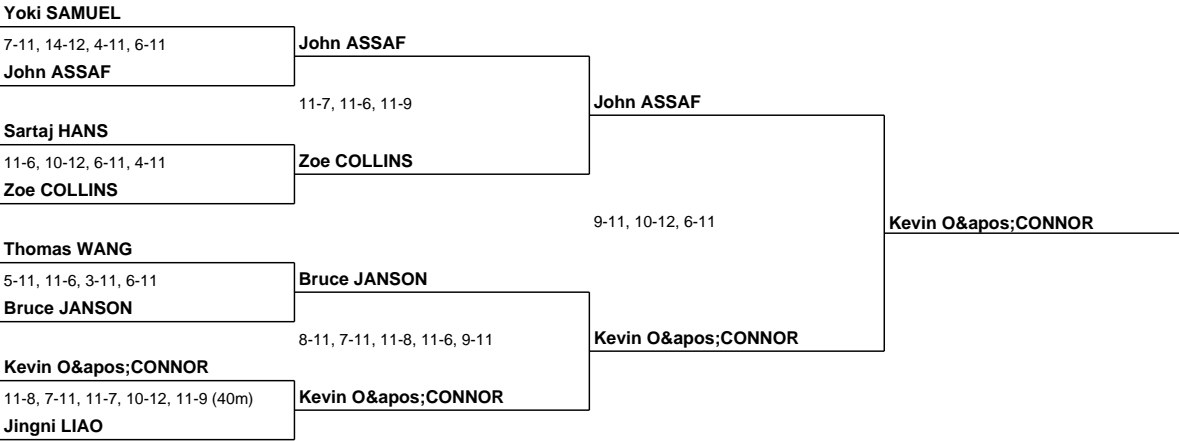 Yoki SAMUEL
7-11, 14-12, 4-11, 6-11
John ASSAF
John ASSAF
11-7, 11-6, 11-9
John ASSAF
Sartaj HANS
11-6, 10-12, 6-11, 4-11
Zoe COLLINS
Zoe COLLINS
9-11, 10-12, 6-11
Kevin O&apos;CONNOR
Thomas WANG
5-11, 11-6, 3-11, 6-11
Bruce JANSON
Bruce JANSON
8-11, 7-11, 11-8, 11-6, 9-11
Kevin O&apos;CONNOR
Kevin O&apos;CONNOR
11-8, 7-11, 11-7, 10-12, 11-9 (40m)
Kevin O&apos;CONNOR
Jingni LIAO